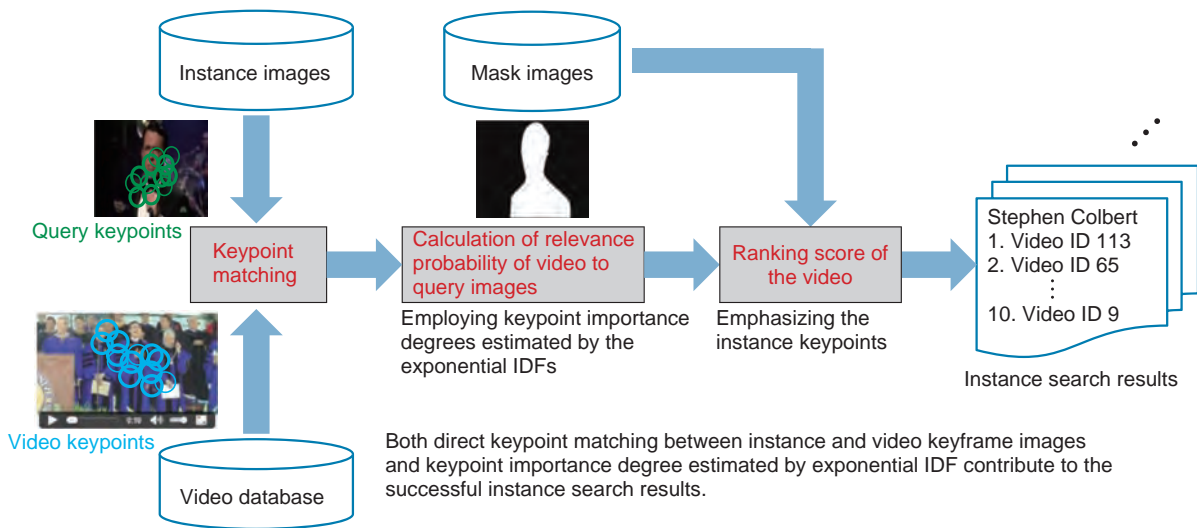 Instance images
Mask images
Query keypoints
Keypoint
matching
Calculation of relevance
probability of video to
query images
Ranking score of
the video
Stephen Colbert
1. Video ID 113
2. Video ID 65
10. Video ID 9
Employing keypoint importance
degrees estimated by the
exponential IDFs
Emphasizing the
instance keypoints
Instance search results
Video keypoints
Video database
Both direct keypoint matching between instance and video keyframe images
and keypoint importance degree estimated by exponential IDF contribute to the
successful instance search results.